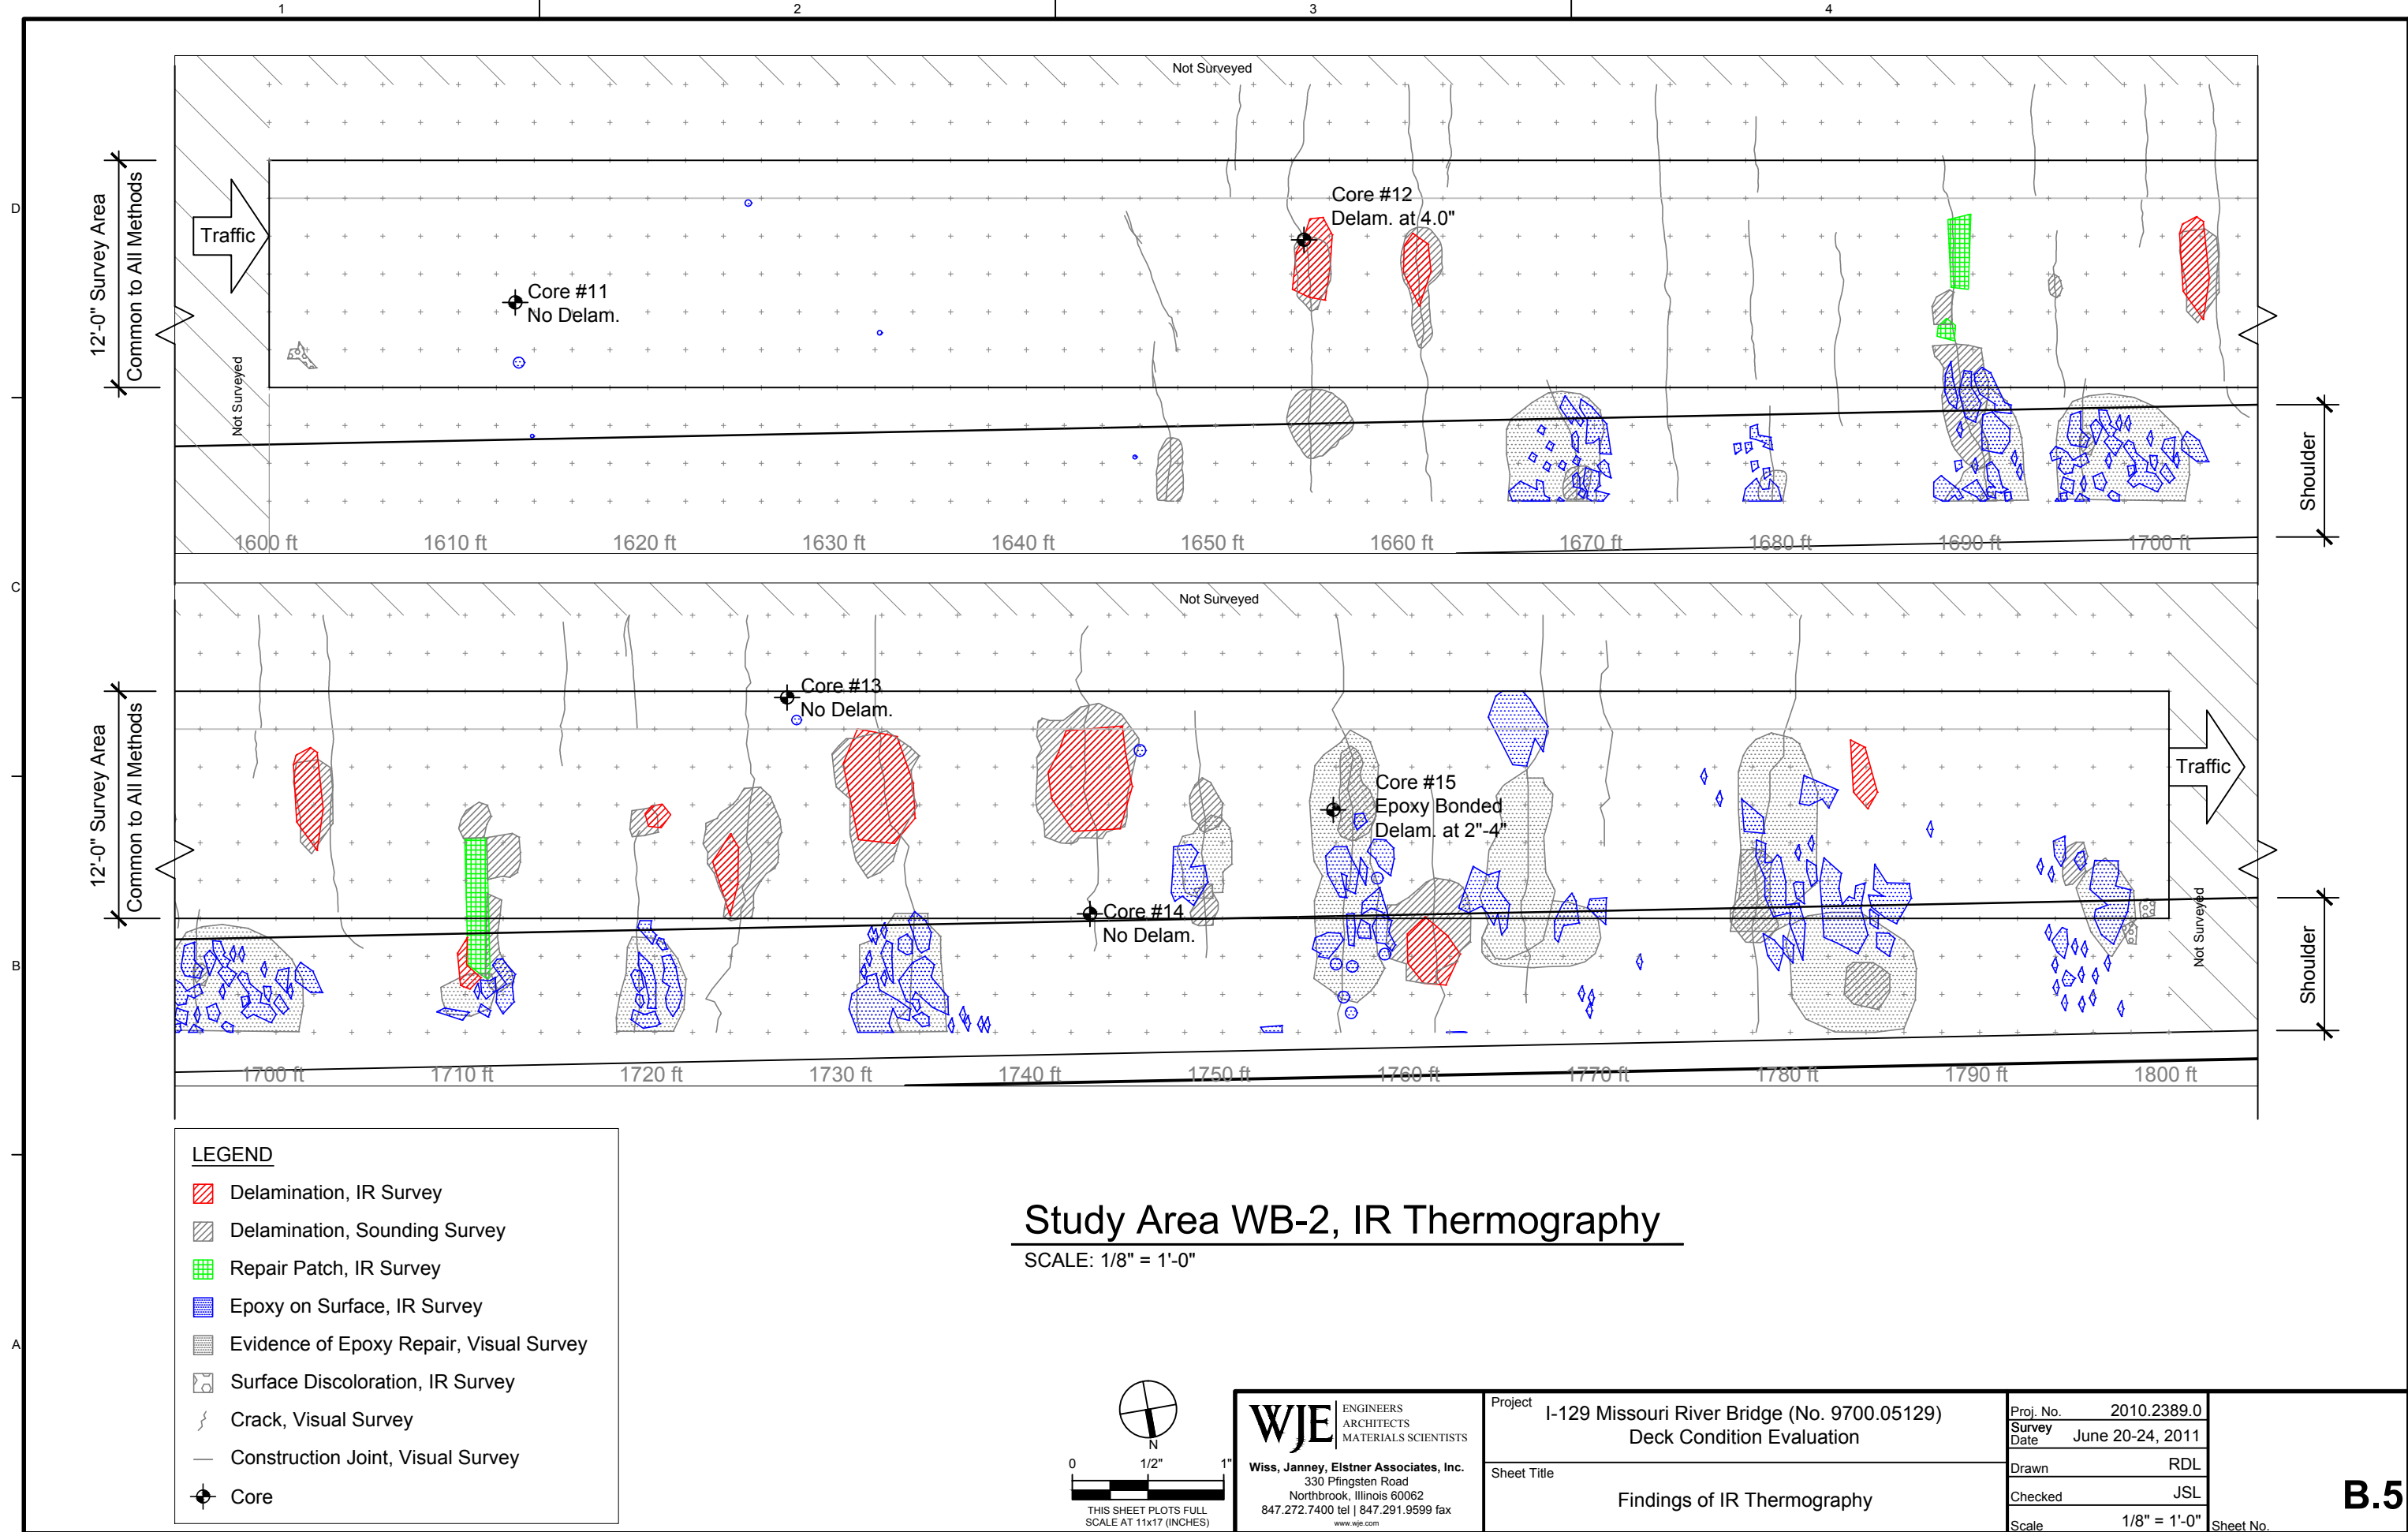 1 2 3 4
Not Surveyed
D
12'-0" Survey Area
Common to All Methods
Traffic
Core #12
Delam. at 4.0"
Core #11
No Delam.
Not Surveyed
Shoulder
1600 ft 1610 ft 1620 ft 1630 ft 1640 ft 1650 ft 1660 ft 1670 ft 1680 ft 1690 ft 1700 ft
C
Not Surveyed
12'-0" Survey Area
Common to All Methods
Core #13
No Delam.
Core #15
Epoxy Bonded
Delam. at 2"-4"
Traffic
Core #14
No Delam.
Not Surveyed
B
Shoulder
1700 ft 1710 ft 1720 ft 1730 ft 1740 ft 1750 ft 1760 ft 1770 ft 1780 ft 1790 ft 1800 ft
LEGEND
Delamination, IR Survey
Delamination, Sounding Survey
Repair Patch, IR Survey
Epoxy on Surface, IR Survey
Evidence of Epoxy Repair, Visual Survey
Surface Discoloration, IR Survey
Crack, Visual Survey
Construction Joint, Visual Survey
Core
A
Study Area WB-2, IR Thermography
SCALE: 1/8" = 1'-0"
N
0 1/2" 1"
THIS SHEET PLOTS FULL
SCALE AT 11x17 (INCHES)
WJE
ENGINEERS
ARCHITECTS
MATERIALS SCIENTISTS
Wiss, Janney, Elstner Associates, Inc.
330 Pfingsten Road
Northbrook, Illinois 60062
847.272.7400 tel | 847.291.9599 fax
www.wje.com
Project
I-129 Missouri River Bridge (No. 9700.05129)
Deck Condition Evaluation
Sheet Title
Findings of IR Thermography
Proj. No. 2010.2389.0
Survey Date June 20-24, 2011
Drawn RDL
Checked JSL
Scale 1/8" = 1'-0"
Sheet No.
B.5